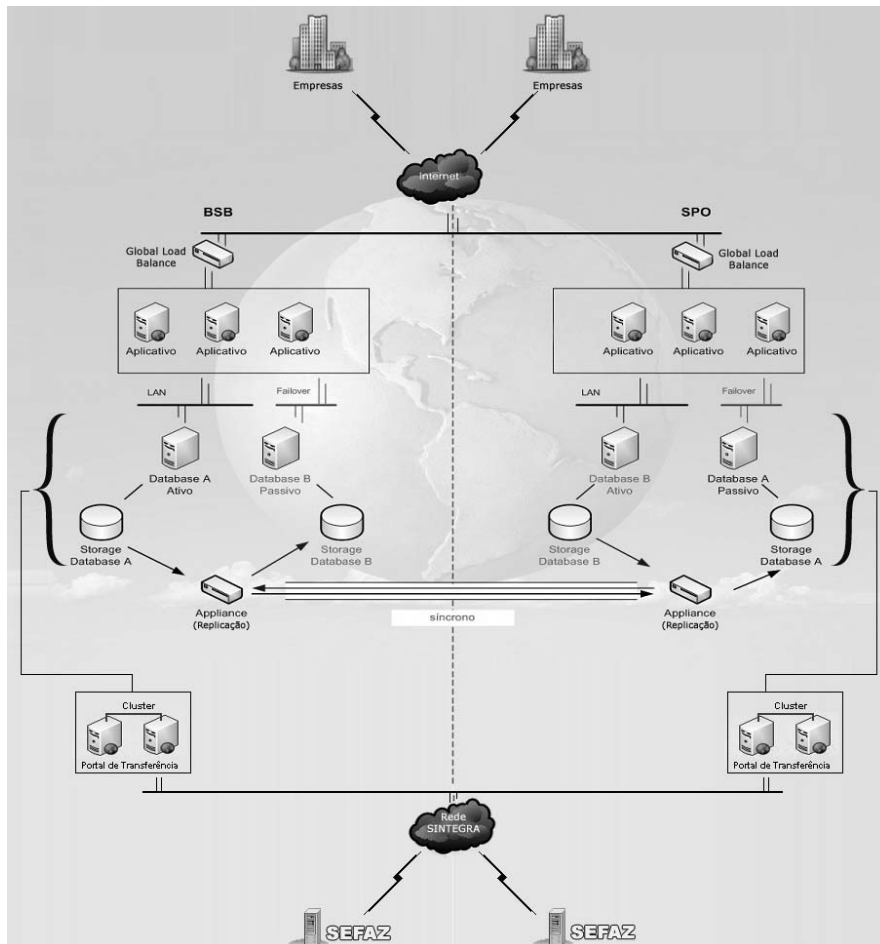 Empresas
Empresas
Internet
BSB
SPO
Global Load
Balance
Global Load
Balance
Aplicativo
Aplicativo
Aplicativo
Aplicativo
Aplicativo
Aplicativo
LAN
Failover
LAN
Failover
Database A
Ativo
Database B
Passivo
Database B
Ativo
Database A
Passivo
Storage
Database A
Storage
Database B
Storage
Database B
Storage
Database A
Appliance
(Replicação)
síncrono
Appliance
(Replicação)
Cluster
Portal de Transferência
Cluster
Portal de Transferência
Rede
SINTEGRA
SEFAZ
SEFAZ